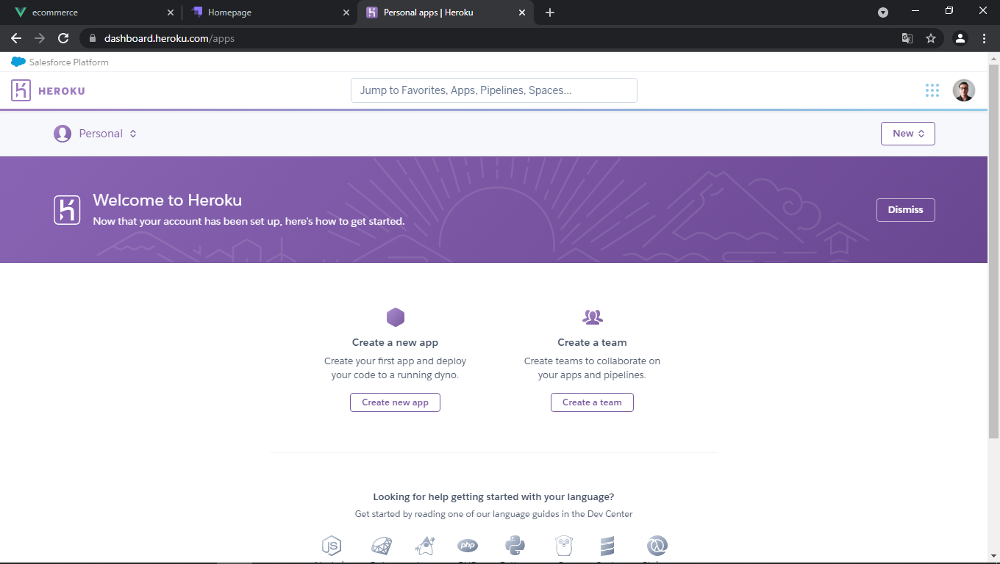 ecommerce
Homepage
Personal apps | Heroku
dashboard.heroku.com/apps
Salesforce Platform
HEROKU
Jump to Favorites, Apps, Pipelines, Spaces...
Personal
New
Welcome to Heroku
Now that your account has been set up, here's how to get started.
Dismiss
Create a new app
Create your first app and deploy
your code to a running dyno.
Create new app
Create a team
Create teams to collaborate on
your apps and pipelines.
Create a team
Looking for help getting started with your language?
Get started by reading one of our language guides in the Dev Center
JS
php